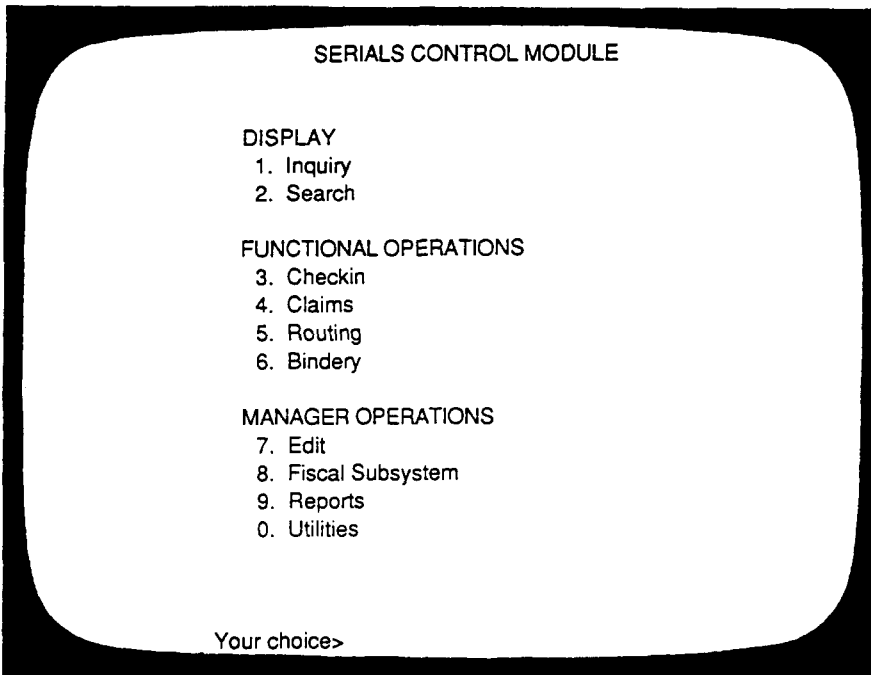 SERIALS CONTROL MODULE
DISPLAY
1. Inquiry
2. Search
FUNCTIONAL OPERATIONS
3. Checkin
4. Claims
5. Routing
6. Bindery
MANAGER OPERATIONS
7. Edit
8. Fiscal Subsystem
9. Reports
0. Utilities
Your choice>